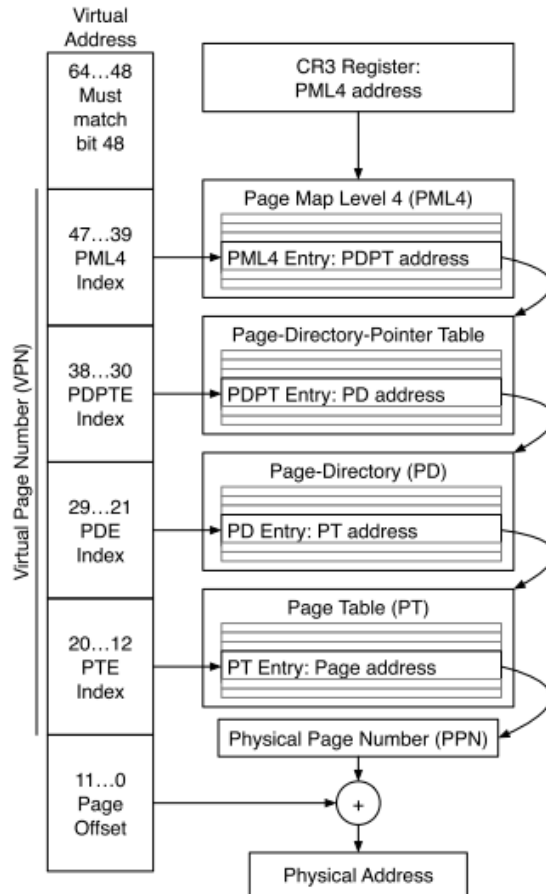 Virtual
Address
64...48
Must
match
bit 48
CR3 Register:
PML4 address
Virtual Page Number (VPN)
47...39
PML4
Index
Page Map Level 4 (PML4)
PML4 Entry: PDPT address
38...30
PDPTE
Index
Page-Directory-Pointer Table
PDPT Entry: PD address
29...21
PDE
Index
Page-Directory (PD)
PD Entry: PT address
20...12
PTE
Index
Page Table (PT)
PT Entry: Page address
Physical Page Number (PPN)
11...0
Page
Offset
+
Physical Address